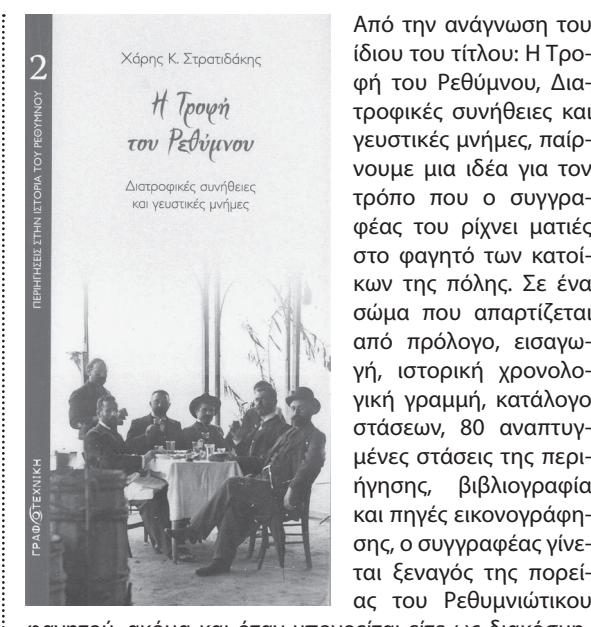 2
ΠΕΡΙΗΓΗΣΕΙΣ ΣΤΗΝ ΙΣΤΟΡΙΑ ΤΟΥ ΡΕΘΥΜΝΟΥ
ΓΡΑΦΟΤΕΧΝΙΚΗ
Χάρης Κ. Στρατιδάκης
Η Τροφή
του Ρεθύμνου
Διατροφικές συνήθειες
και γευστικές μνήμες
Από την ανάγνωση του
ίδιου του τίτλου: Η Τρο-
φή του Ρεθύμνου, Δια-
τροφικές συνήθειες και
γευστικές μνήμες, παίρ-
νουμε μια ιδέα για τον
τρόπο που ο συγγρα-
φέας του ρίχνει ματιές
στο φαγητό των κατοί-
κων της πόλης. Σε ένα
σώμα που απαρτίζεται
από πρόλογο, εισαγω-
γή, ιστορική χρονολο-
γική γραμμή, κατάλογο
στάσεων, 80 αναπτυγ-
μένες στάσεις της περι-
ήγησης, βιβλιογραφία
και πηγές εικονογράφη-
σης, ο συγγραφέας γίνε-
ται ξεναγός της πορεί-
ας του Ρεθυμνιώτικου